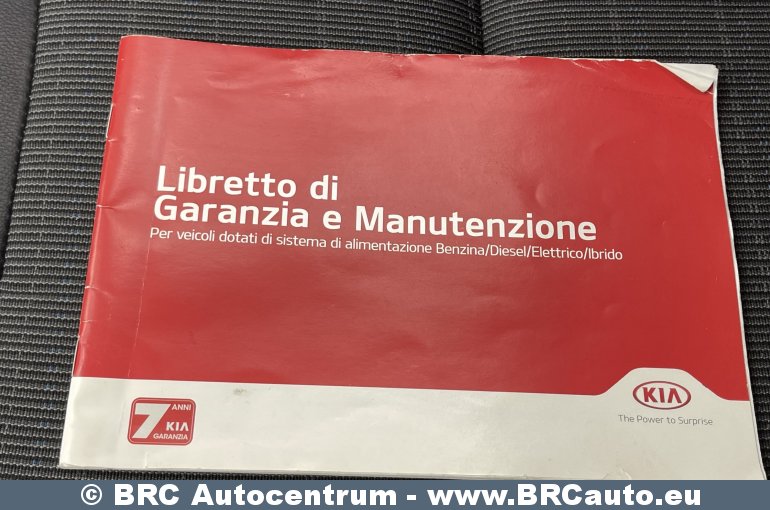 Libretto di
Garanzia e Manutenzione
Per veicoli dotati di sistema di alimentazione Benzina/Diesel/Elettrico/Ibrido
7 ANNI
KIA
GARANZIA
KIA
The Power to Surprise
© BRC Autocentrum - www.BRCauto.eu